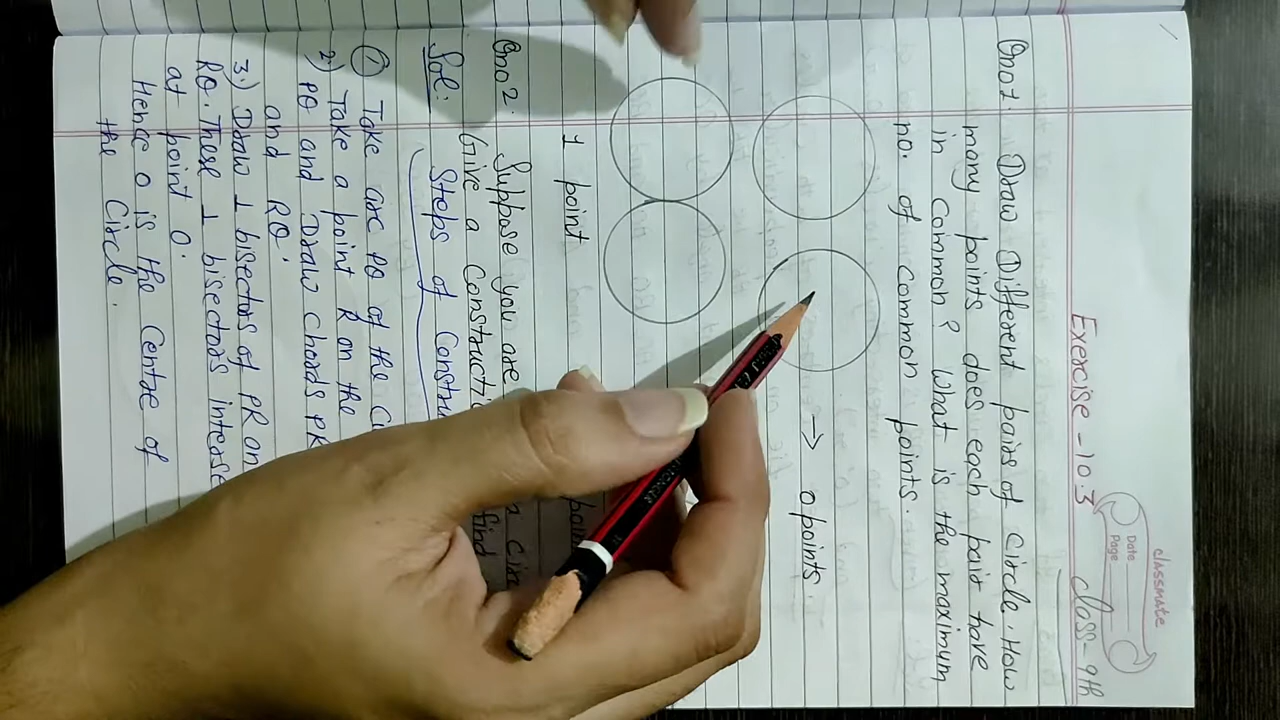 classmate
Date
Page
Exercise - 10.3 Class - 9th
Qno1 Draw Different pairs of Circle. How
many points does each pair have
in common? What is the maximum
no. of common points.
→ 0 points.
1 point
Qno 2. Suppose you are
Give a Constructi
find
Sol: Steps of Constru
① Take arc PQ of the
2) Take a point R on the
PQ and Draw chords PR
and RQ.
3.) Draw ⊥ bisectors of PR an
RQ. These ⊥ bisectors interse
at point O.
Hence O is the Centre of
the Circle.